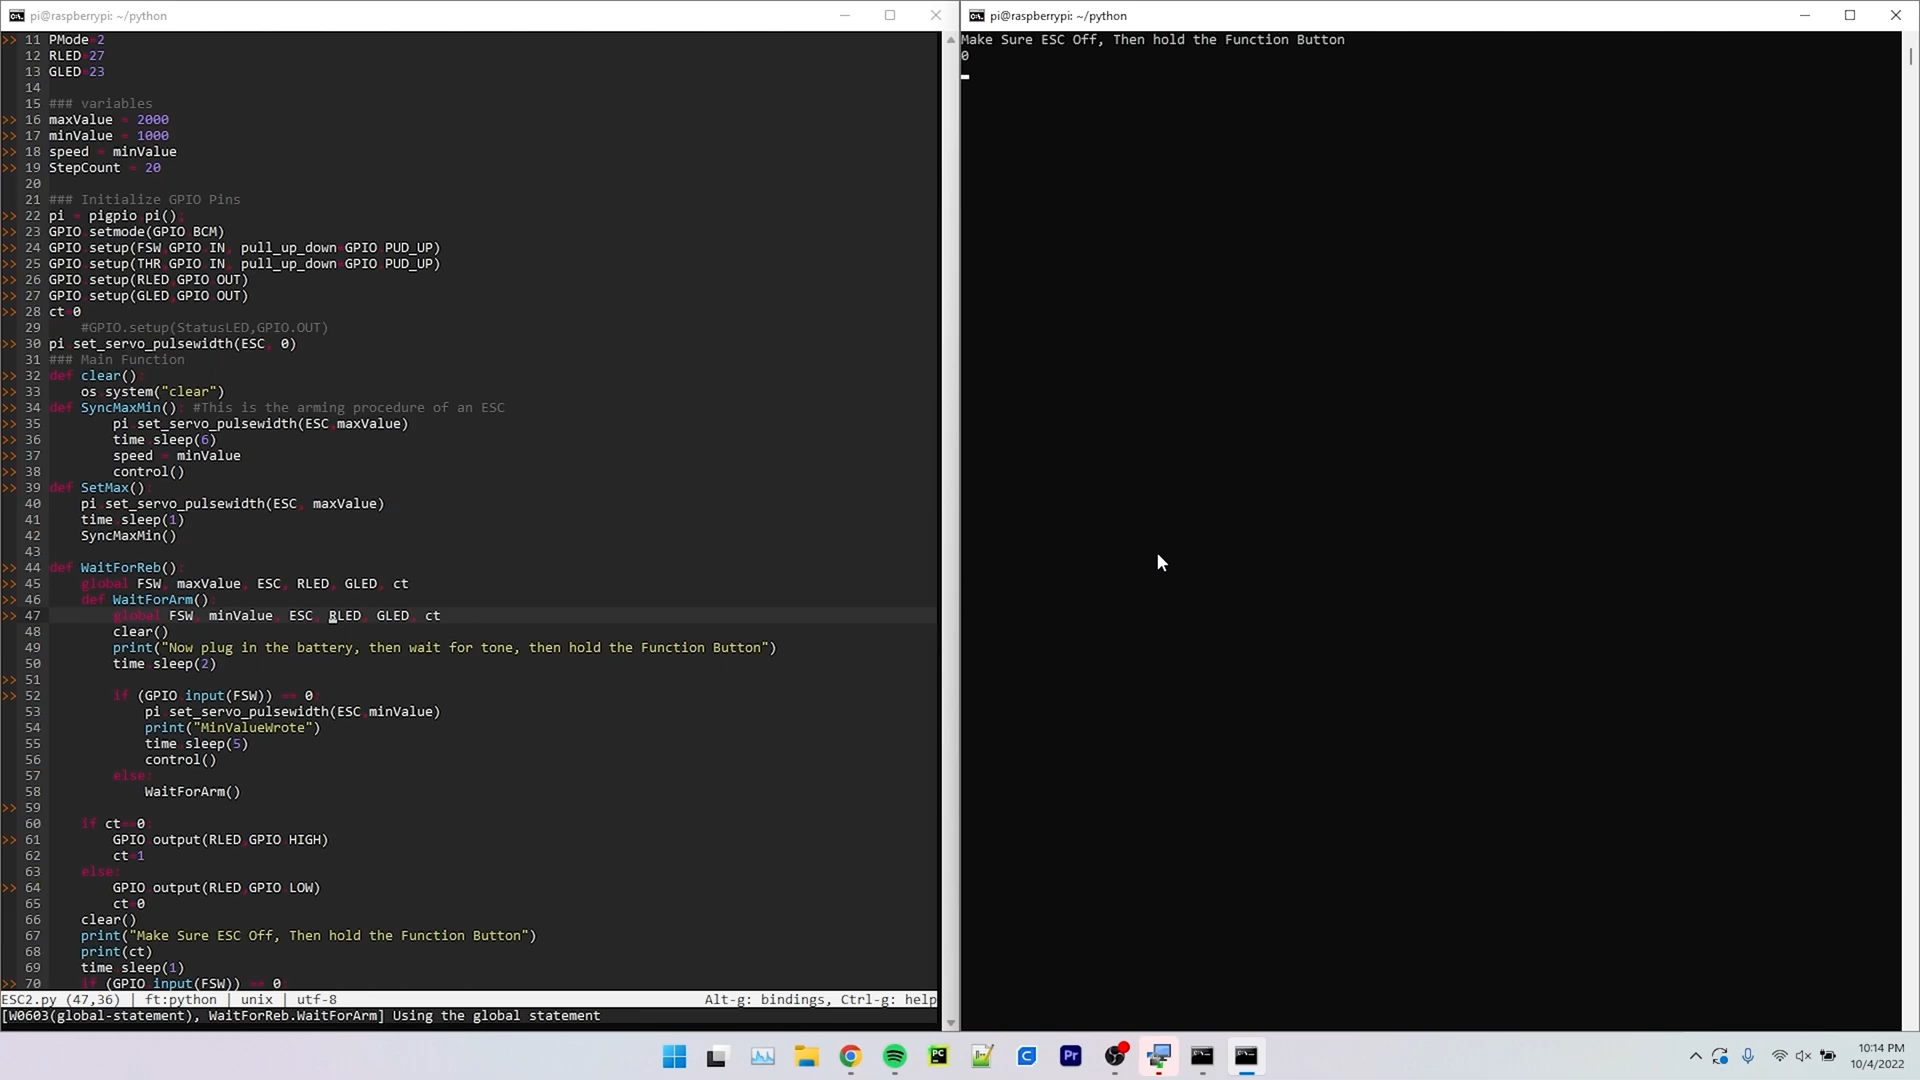 pi@raspberrypi: ~/python
>> 11 PMode=2
12 RLED=27
13 GLED=23
14
15 ### variables
>> 16 maxValue = 2000
>> 17 minValue = 1000
>> 18 speed = minValue
>> 19 StepCount = 20
20
21 ### Initialize GPIO Pins
>> 22 pi = pigpio.pi();
>> 23 GPIO.setmode(GPIO.BCM)
>> 24 GPIO.setup(FSW,GPIO.IN, pull_up_down=GPIO.PUD_UP)
>> 25 GPIO.setup(THR,GPIO.IN, pull_up_down=GPIO.PUD_UP)
>> 26 GPIO.setup(RLED,GPIO.OUT)
>> 27 GPIO.setup(GLED,GPIO.OUT)
>> 28 ct=0
29 #GPIO.setup(StatusLED,GPIO.OUT)
>> 30 pi.set_servo_pulsewidth(ESC, 0)
31 ### Main Function
>> 32 def clear():
>> 33 os.system("clear")
>> 34 def SyncMaxMin(): #This is the arming procedure of an ESC
>> 35 pi.set_servo_pulsewidth(ESC,maxValue)
>> 36 time.sleep(6)
>> 37 speed = minValue
>> 38 control()
>> 39 def SetMax():
40 pi.set_servo_pulsewidth(ESC, maxValue)
41 time.sleep(1)
42 SyncMaxMin()
43
>> 44 def WaitForReb():
>> 45 global FSW, maxValue, ESC, RLED, GLED, ct
>> 46 def WaitForArm():
>> 47 global FSW, minValue, ESC, RLED, GLED, ct
48 clear()
49 print("Now plug in the battery, then wait for tone, then hold the Function Button")
50 time.sleep(2)
>> 51
>> 52 if (GPIO.input(FSW)) == 0:
53 pi.set_servo_pulsewidth(ESC,minValue)
54 print("MinValueWrote")
55 time.sleep(5)
56 control()
57 else:
58 WaitForArm()
>> 59
60 if ct==0:
>> 61 GPIO.output(RLED,GPIO.HIGH)
62 ct=1
63 else:
>> 64 GPIO.output(RLED,GPIO.LOW)
65 ct=0
66 clear()
67 print("Make Sure ESC Off, Then hold the Function Button")
68 print(ct)
69 time.sleep(1)
>> 70 if (GPIO.input(FSW)) == 0:
ESC2.py (47,36) | ft:python | unix | utf-8 Alt-g: bindings, Ctrl-g: help
[W0603(global-statement), WaitForReb.WaitForArm] Using the global statement
pi@raspberrypi: ~/python
Make Sure ESC Off, Then hold the Function Button
0
PC
C
Pr
10:14 PM
10/4/2022